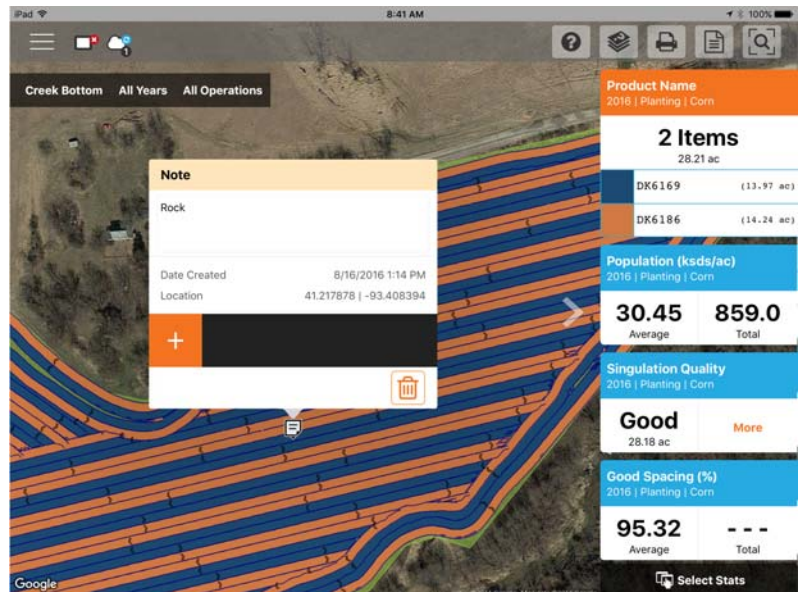 iPad 8:41 AM 100%
1
Creek Bottom All Years All Operations
Note
Rock
Date Created 8/16/2016 1:14 PM
Location 41.217878 | -93.408394
+
Google
Product Name
2016 | Planting | Corn
2 Items
28.21 ac
DK6169 (13.97 ac)
DK6186 (14.24 ac)
Population (ksds/ac)
2016 | Planting | Corn
30.45 859.0
Average Total
Singulation Quality
2016 | Planting | Corn
Good More
28.18 ac
Good Spacing (%)
2016 | Planting | Corn
95.32 - - -
Average Total
Select Stats